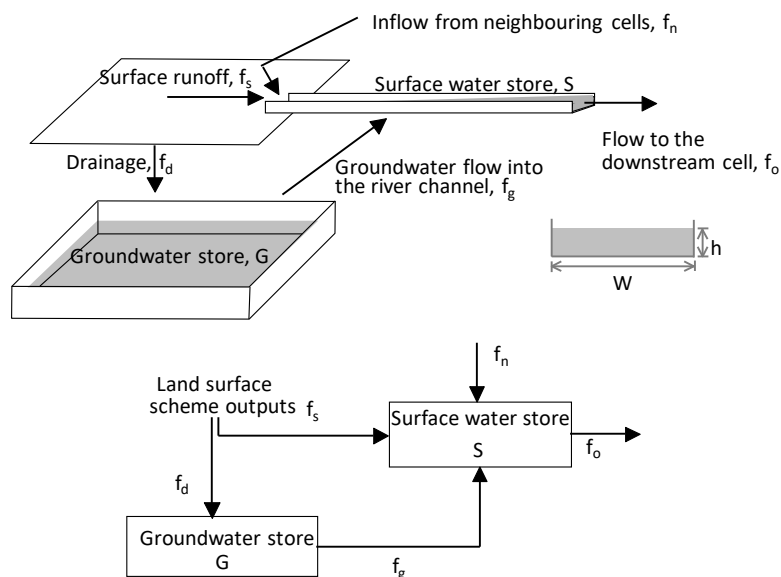 Inflow from neighbouring cells, fn
Surface runoff, fs
Surface water store, S
Drainage, fd
Groundwater flow into
the river channel, fg
Flow to the
downstream cell, fo
Groundwater store, G
h
W
fn
Land surface
scheme outputs fs
Surface water store
S
fo
fd
Groundwater store
G
fg